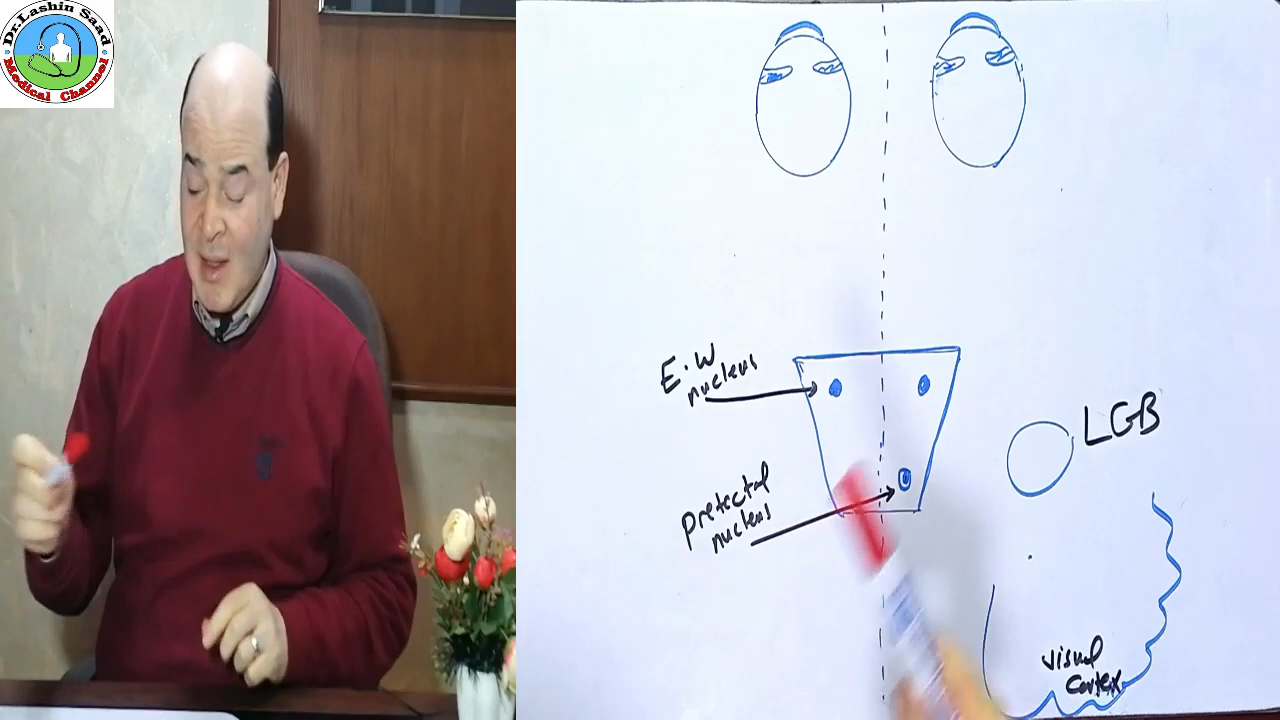 Dr.Lashin Saad
Medical Channel
E.W
nucleus
LGB
pretectal
nucleus
visual
cortex